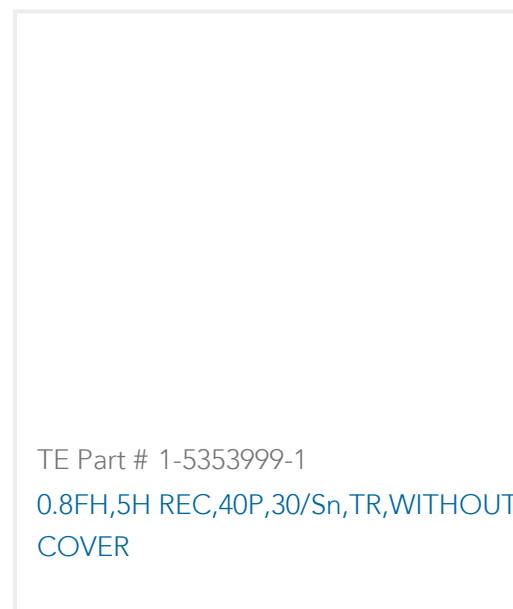 TE Part # 1-5353999-1
0.8FH,5H REC,40P,30/Sn,TR,WITHOUT
COVER